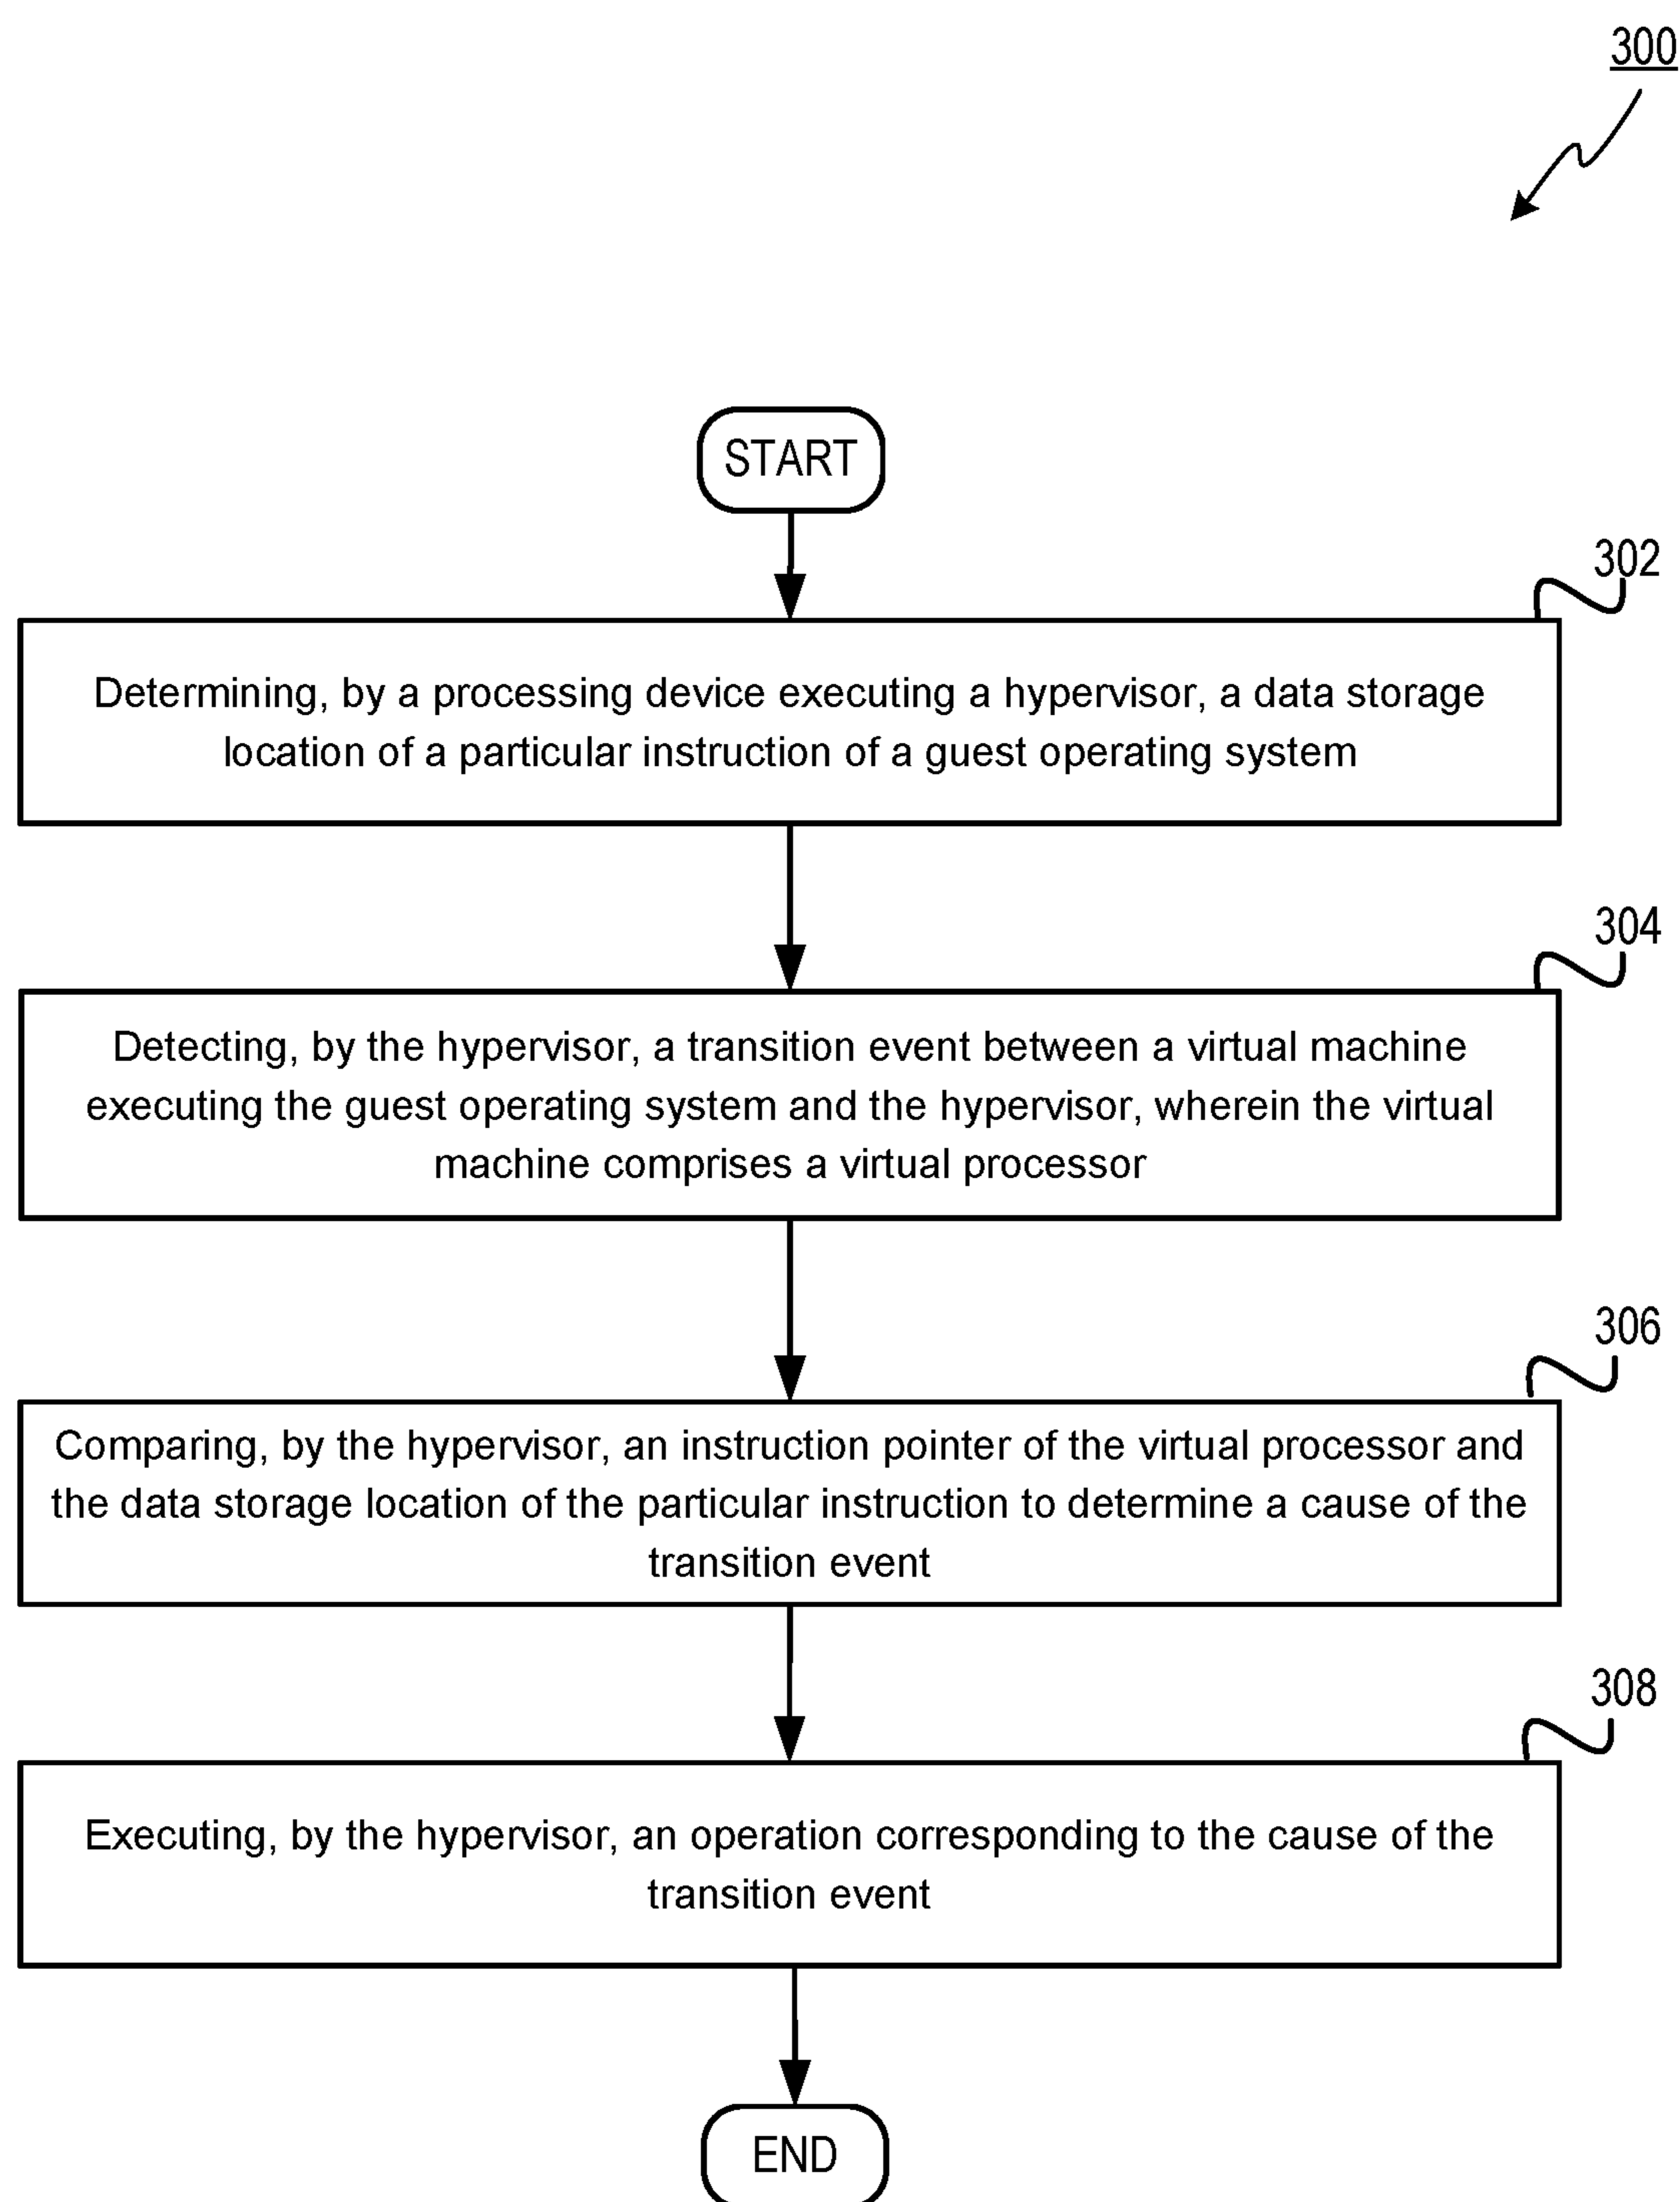 300
START
302
Determining, by a processing device executing a hypervisor, a data storage
location of a particular instruction of a guest operating system
304
Detecting, by the hypervisor, a transition event between a virtual machine
executing the guest operating system and the hypervisor, wherein the virtual
machine comprises a virtual processor
306
Comparing, by the hypervisor, an instruction pointer of the virtual processor and
the data storage location of the particular instruction to determine a cause of the
transition event
308
Executing, by the hypervisor, an operation corresponding to the cause of the
transition event
END